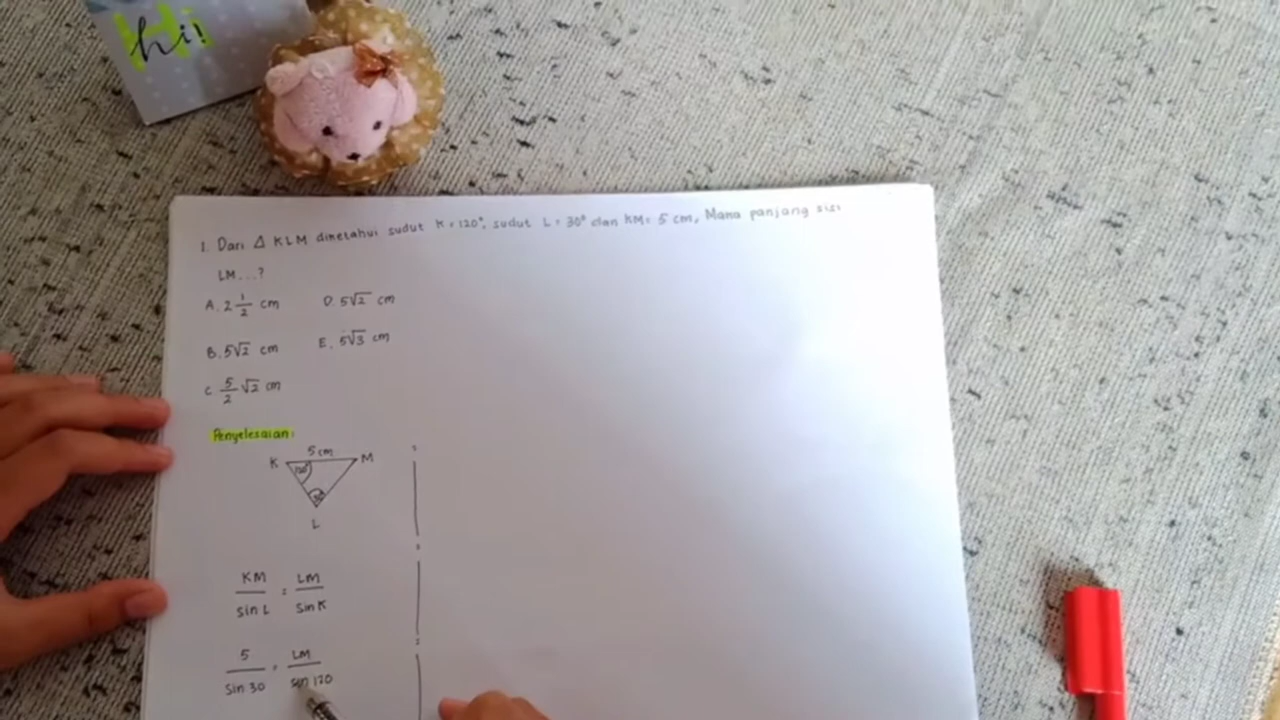 hi!
1. Dari Δ KLM diketahui sudut K = 120°, sudut L = 30° dan KM = 5 cm, Mana panjang sisi
LM...?
A. 2 1/2 cm D. 5√2 cm
B. 5√2 cm E. 5√3 cm
C. 5/2 √2 cm
Penyelesaian:
5 cm
K M
120°
30°
L
KM/sin L = LM/sin K
5/sin 30 = LM/sin 120